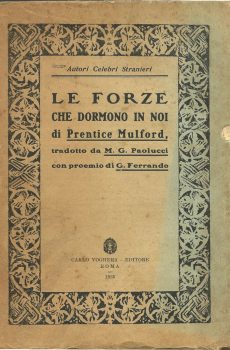 Autori Celebri Stranieri
LE FORZE
CHE DORMONO IN NOI
di Prentice Mulford,
tradotto da M. G. Paolucci
con proemio di G. Ferrando
CARLO VOGHERA - EDITORE
ROMA